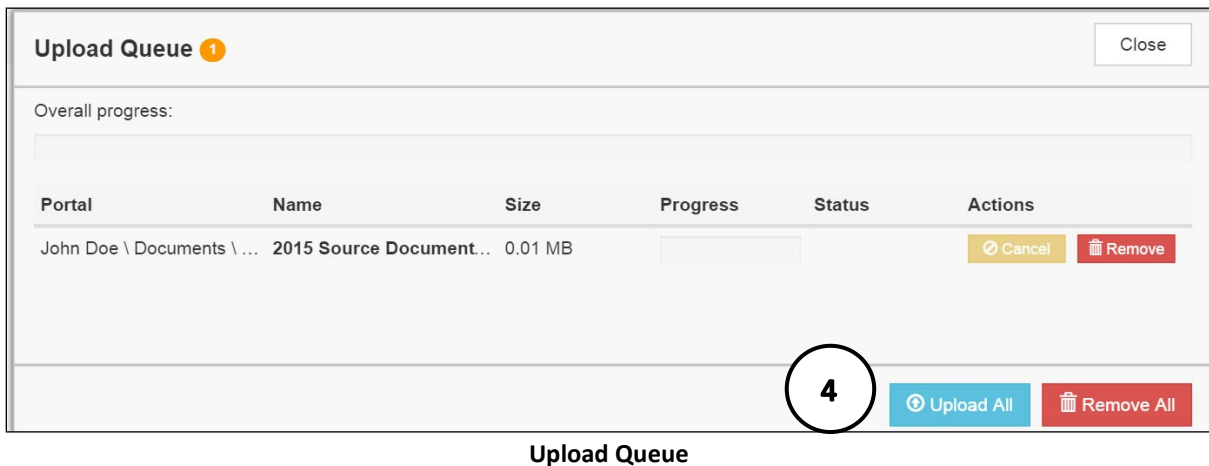 Upload Queue 1
Close
Overall progress:
Portal Name Size Progress Status Actions
John Doe \ Documents \ ... 2015 Source Document... 0.01 MB Cancel Remove
4
Upload All Remove All
Upload Queue